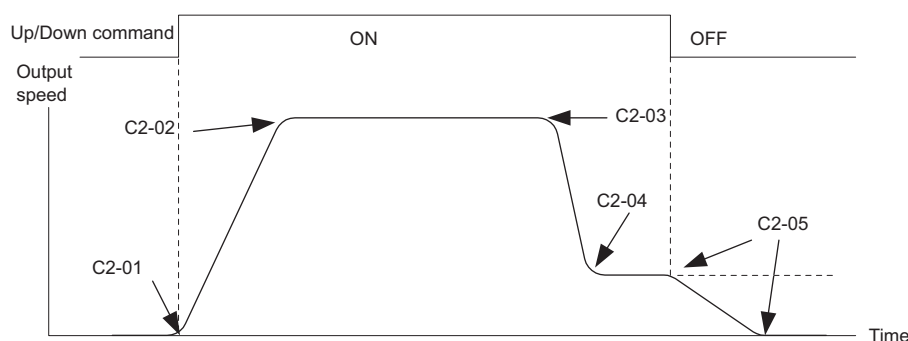 Up/Down command
ON
OFF
Output
speed
C2-02
C2-03
C2-04
C2-05
C2-01
Time